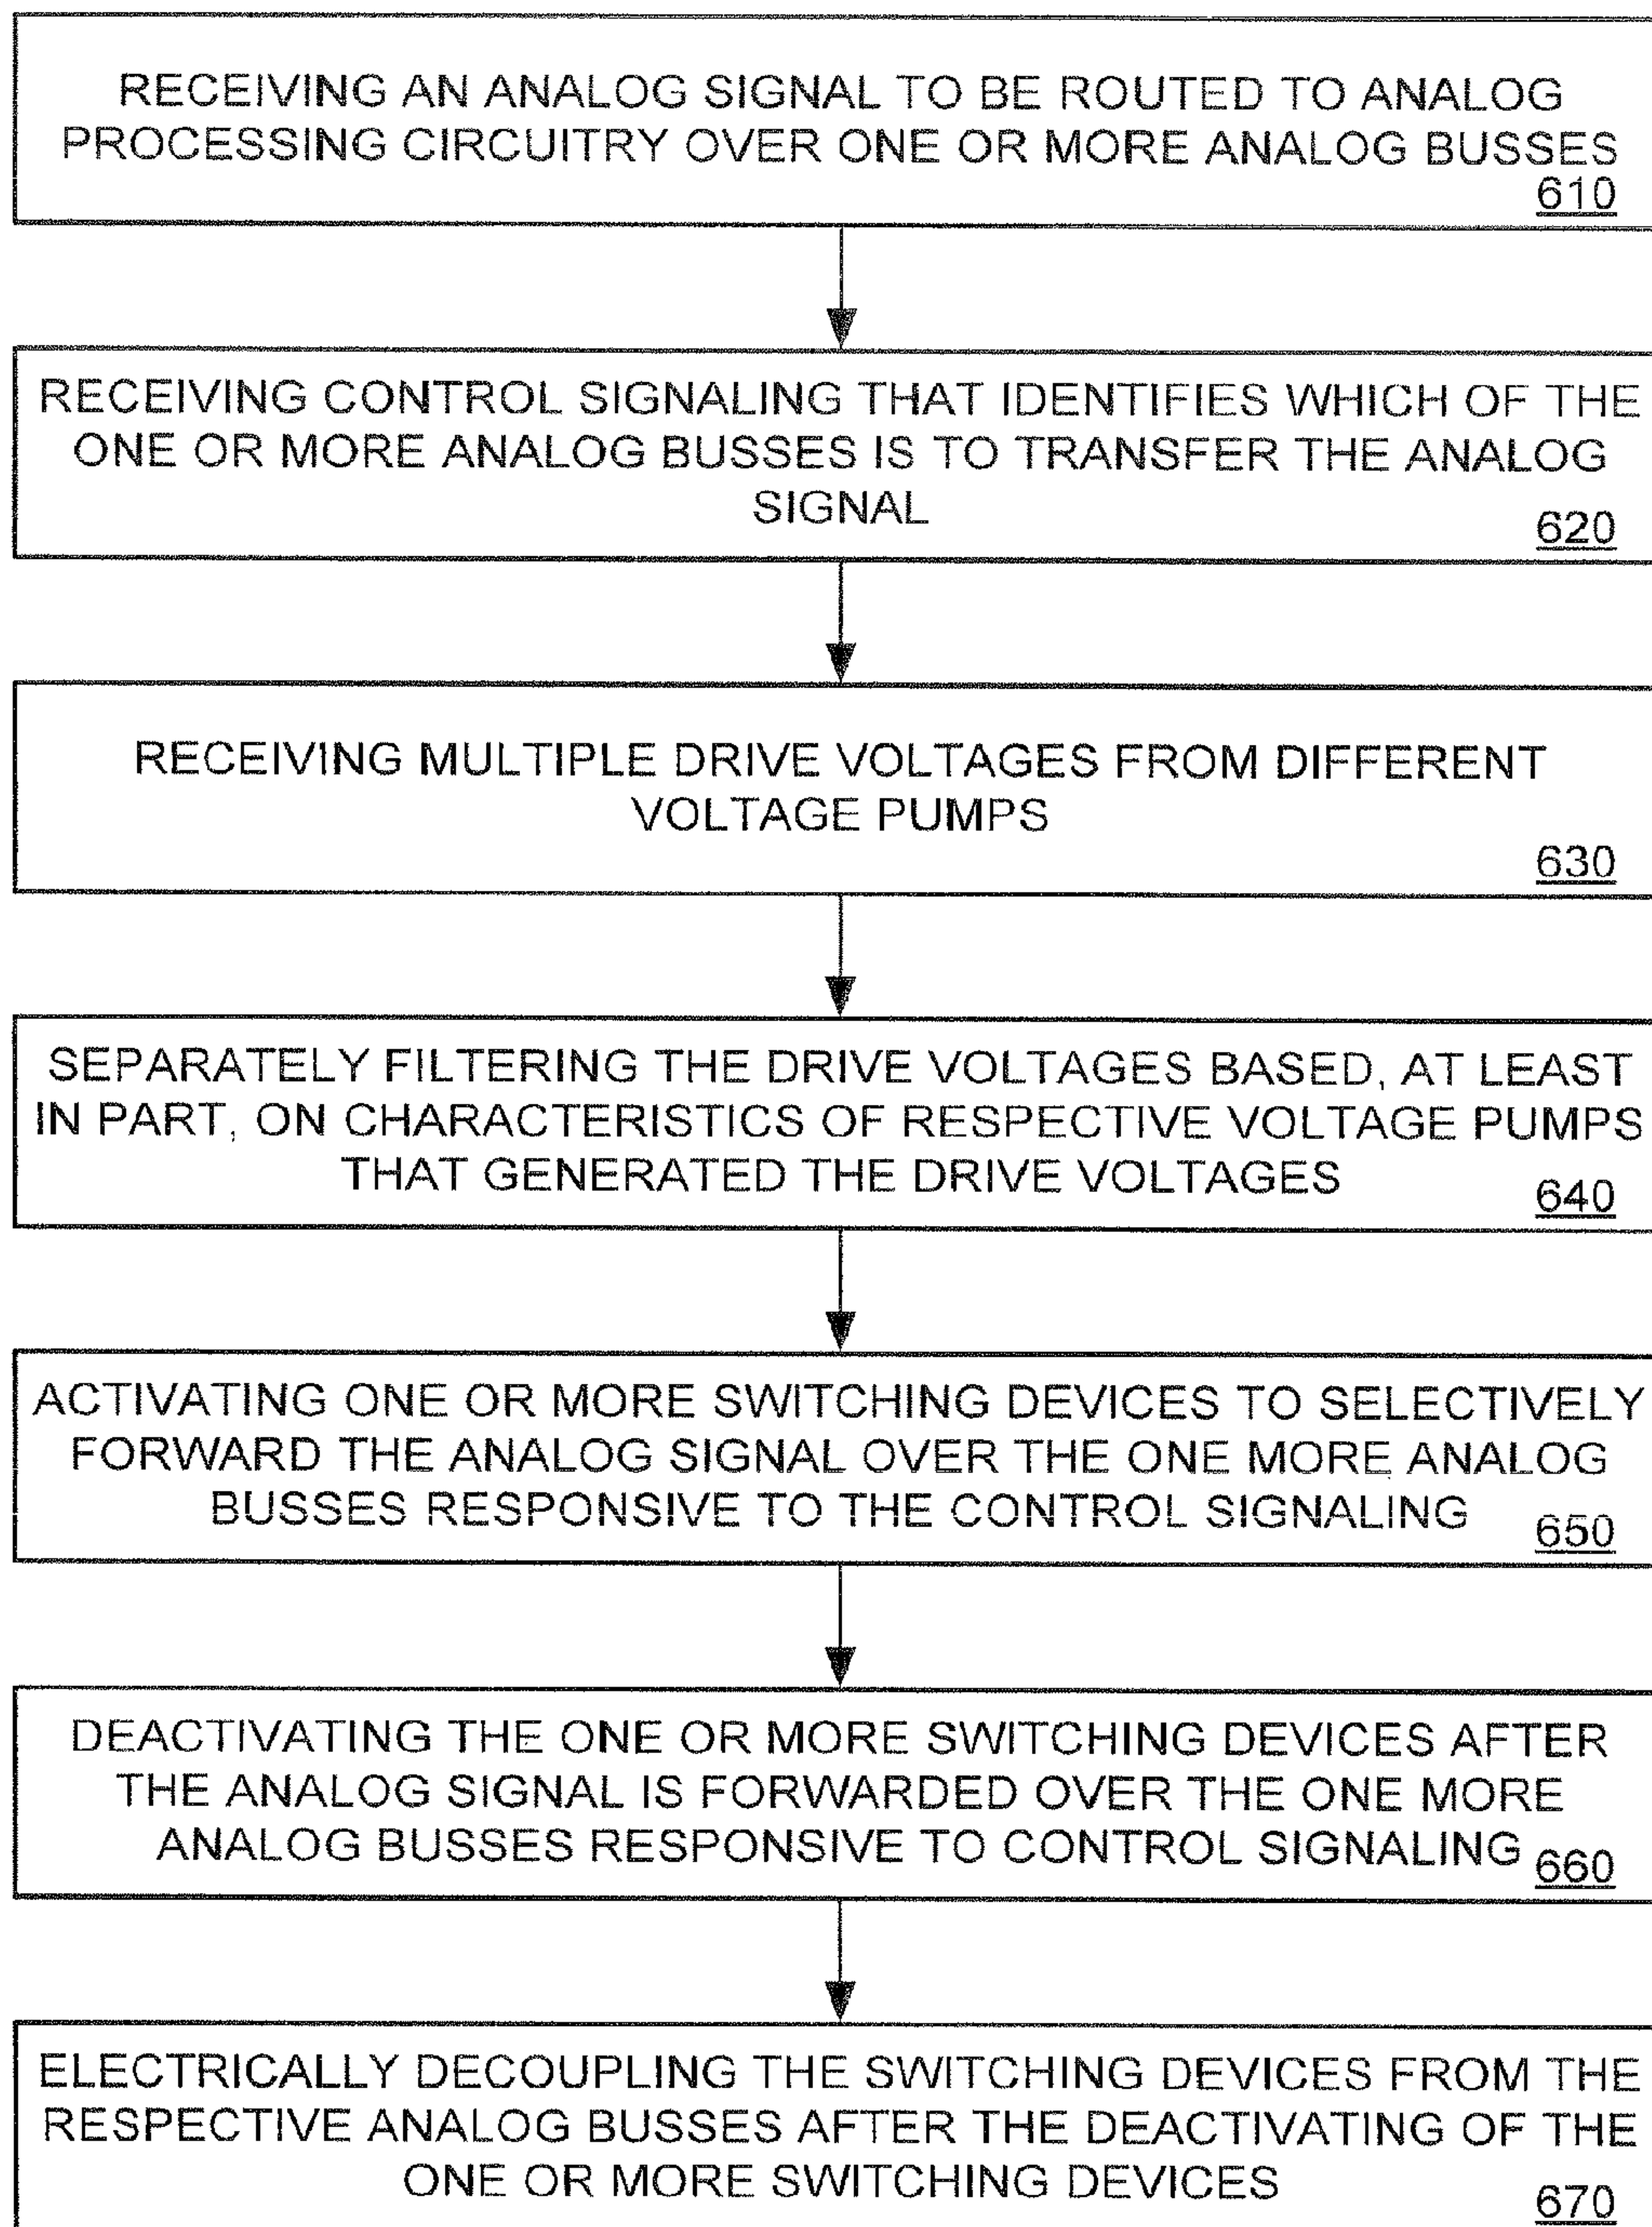 RECEIVING AN ANALOG SIGNAL TO BE ROUTED TO ANALOG
PROCESSING CIRCUITRY OVER ONE OR MORE ANALOG BUSSES
610
RECEIVING CONTROL SIGNALING THAT IDENTIFIES WHICH OF THE
ONE OR MORE ANALOG BUSSES IS TO TRANSFER THE ANALOG
SIGNAL
620
RECEIVING MULTIPLE DRIVE VOLTAGES FROM DIFFERENT
VOLTAGE PUMPS
630
SEPARATELY FILTERING THE DRIVE VOLTAGES BASED, AT LEAST
IN PART, ON CHARACTERISTICS OF RESPECTIVE VOLTAGE PUMPS
THAT GENERATED THE DRIVE VOLTAGES
640
ACTIVATING ONE OR MORE SWITCHING DEVICES TO SELECTIVELY
FORWARD THE ANALOG SIGNAL OVER THE ONE MORE ANALOG
BUSSES RESPONSIVE TO THE CONTROL SIGNALING
650
DEACTIVATING THE ONE OR MORE SWITCHING DEVICES AFTER
THE ANALOG SIGNAL IS FORWARDED OVER THE ONE MORE
ANALOG BUSSES RESPONSIVE TO CONTROL SIGNALING
660
ELECTRICALLY DECOUPLING THE SWITCHING DEVICES FROM THE
RESPECTIVE ANALOG BUSSES AFTER THE DEACTIVATING OF THE
ONE OR MORE SWITCHING DEVICES
670